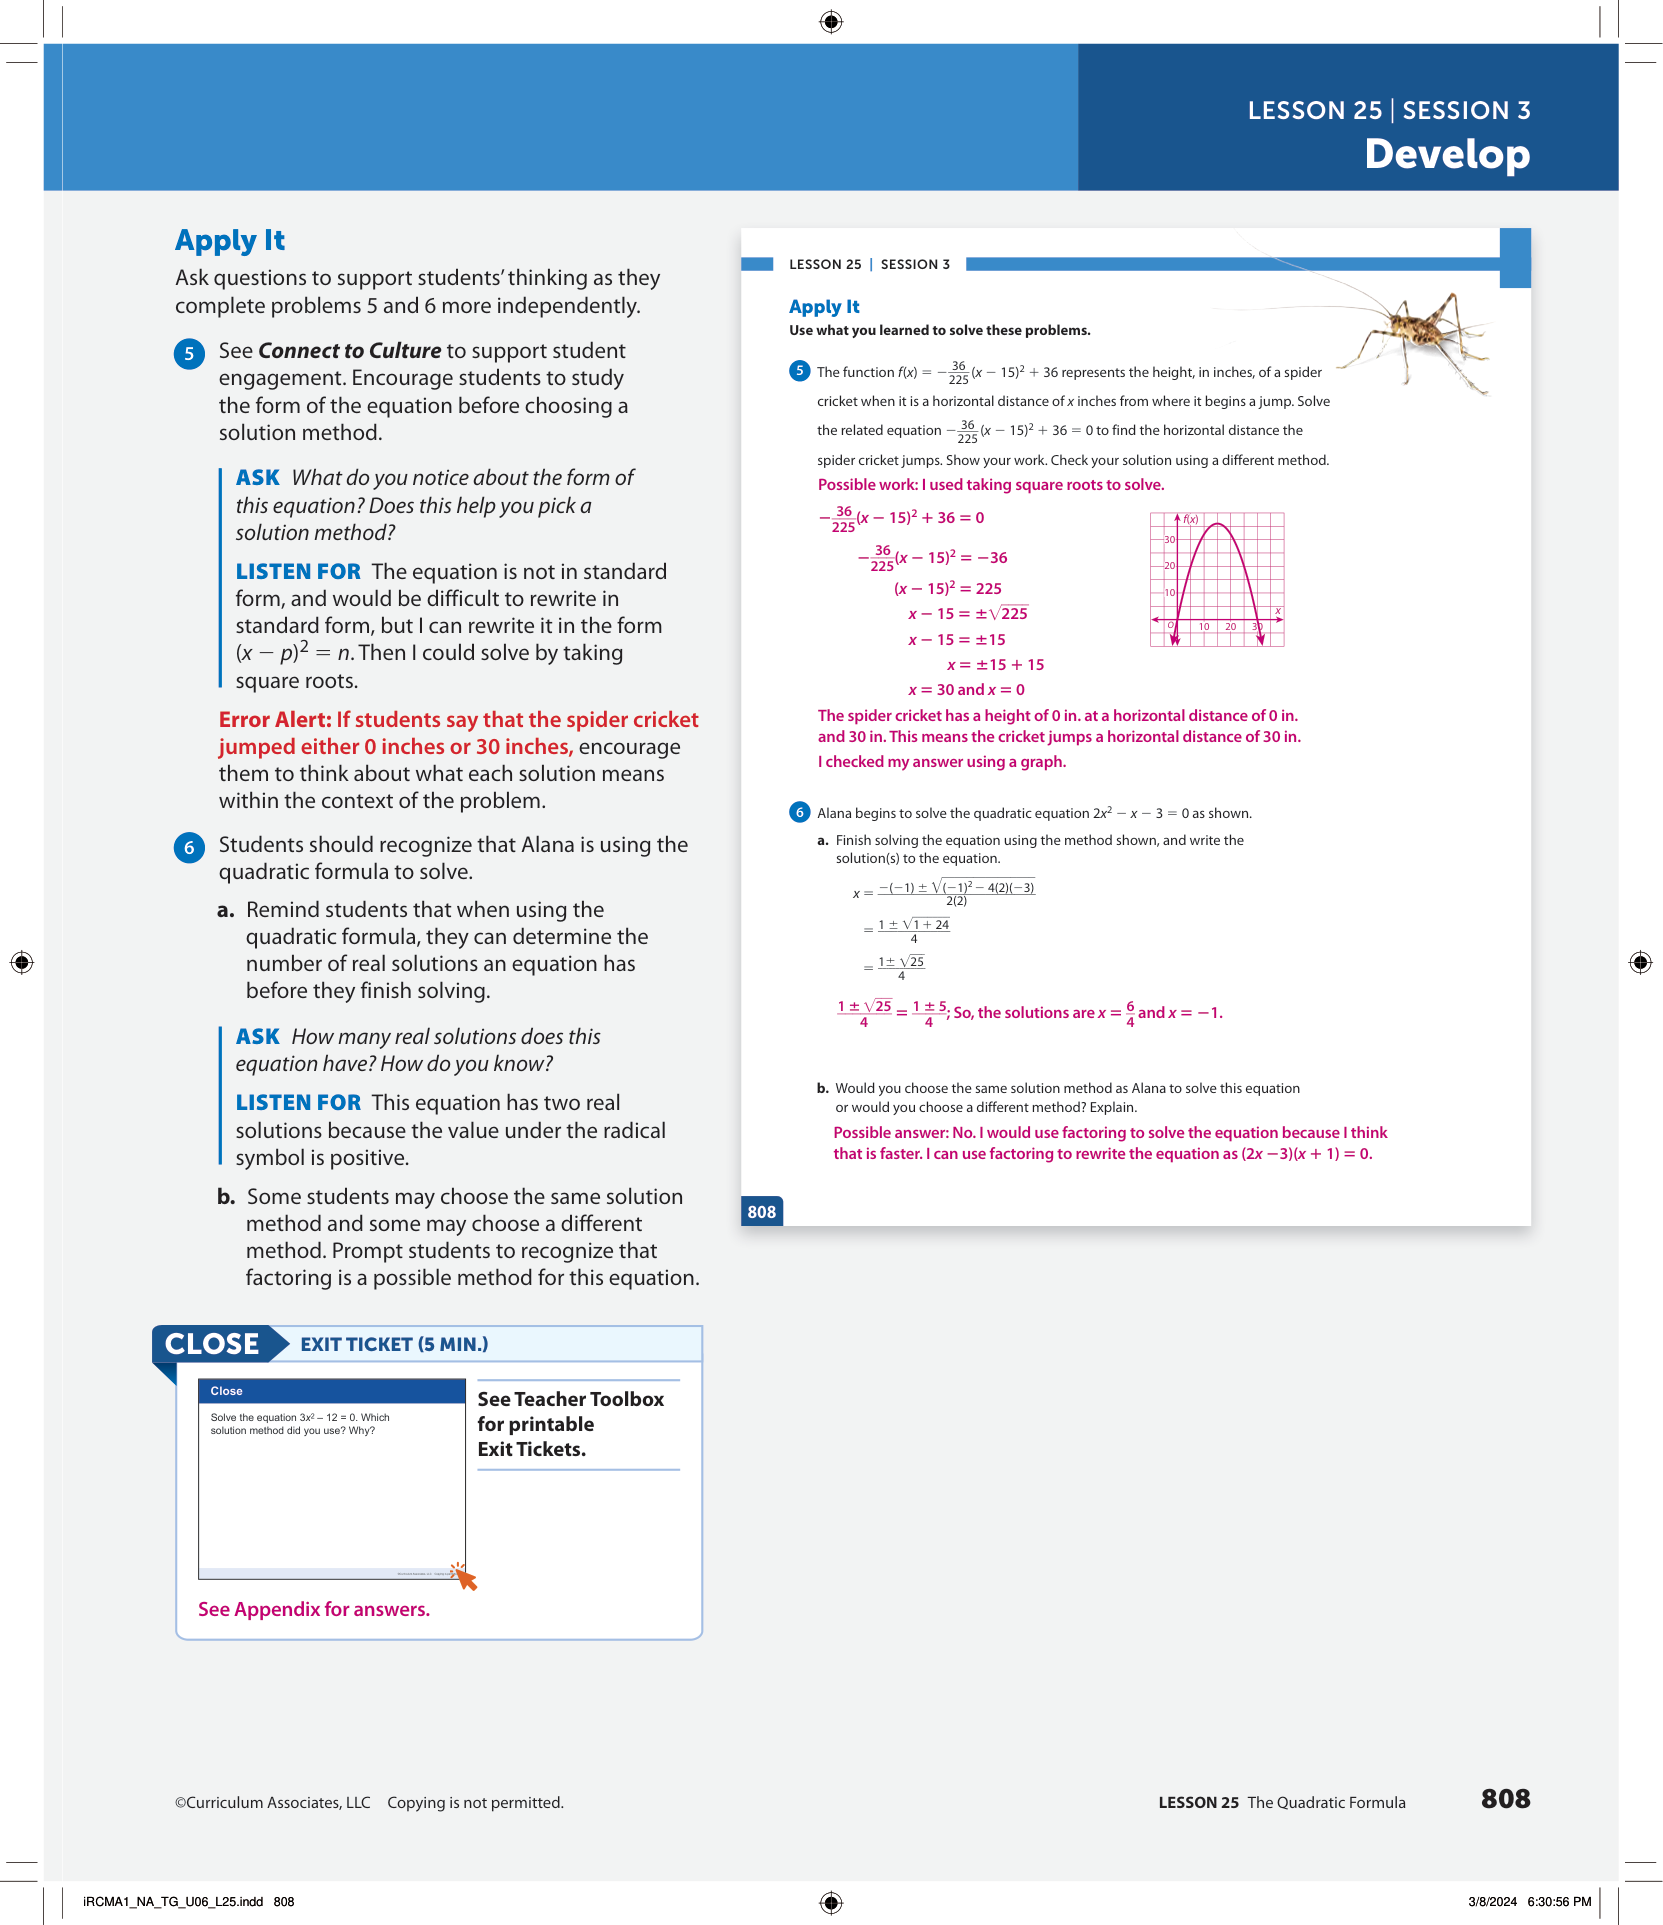 LESSON 25 | SESSION 3
Develop
Apply It
Ask questions to support students’ thinking as they
complete problems 5 and 6 more independently.
5 See Connect to Culture to support student
engagement. Encourage students to study
the form of the equation before choosing a
solution method.
ASK What do you notice about the form of
this equation? Does this help you pick a
solution method?
LISTEN FOR The equation is not in standard
form, and would be difficult to rewrite in
standard form, but I can rewrite it in the form
(x − p)² = n. Then I could solve by taking
square roots.
Error Alert: If students say that the spider cricket
jumped either 0 inches or 30 inches, encourage
them to think about what each solution means
within the context of the problem.
6 Students should recognize that Alana is using the
quadratic formula to solve.
a. Remind students that when using the
quadratic formula, they can determine the
number of real solutions an equation has
before they finish solving.
ASK How many real solutions does this
equation have? How do you know?
LISTEN FOR This equation has two real
solutions because the value under the radical
symbol is positive.
b. Some students may choose the same solution
method and some may choose a different
method. Prompt students to recognize that
factoring is a possible method for this equation.
CLOSE EXIT TICKET (5 MIN.)
Close
Solve the equation 3x² – 12 = 0. Which
solution method did you use? Why?
See Teacher Toolbox
for printable
Exit Tickets.
See Appendix for answers.
LESSON 25 | SESSION 3
Apply It
Use what you learned to solve these problems.
5 The function f(x) = −36/225(x − 15)² + 36 represents the height, in inches, of a spider
cricket when it is a horizontal distance of x inches from where it begins a jump. Solve
the related equation −36/225(x − 15)² + 36 = 0 to find the horizontal distance the
spider cricket jumps. Show your work. Check your solution using a different method.
Possible work: I used taking square roots to solve.
−36/225(x − 15)² + 36 = 0
−36/225(x − 15)² = −36
(x − 15)² = 225
x − 15 = ±√225
x − 15 = ±15
x = ±15 + 15
x = 30 and x = 0
f(x)
30
20
10
x
O 10 20 30
The spider cricket has a height of 0 in. at a horizontal distance of 0 in.
and 30 in. This means the cricket jumps a horizontal distance of 30 in.
I checked my answer using a graph.
6 Alana begins to solve the quadratic equation 2x² − x − 3 = 0 as shown.
a. Finish solving the equation using the method shown, and write the
solution(s) to the equation.
x = −(−1) ± √(−1)² − 4(2)(−3) / 2(2)
= 1 ± √1 + 24 / 4
= 1± √25 / 4
1 ± √25 / 4 = 1 ± 5 / 4; So, the solutions are x = 6/4 and x = −1.
b. Would you choose the same solution method as Alana to solve this equation
or would you choose a different method? Explain.
Possible answer: No. I would use factoring to solve the equation because I think
that is faster. I can use factoring to rewrite the equation as (2x −3)(x + 1) = 0.
808
©Curriculum Associates, LLC Copying is not permitted.
LESSON 25 The Quadratic Formula 808
iRCMA1_NA_TG_U06_L25.indd 808
3/8/2024 6:30:56 PM